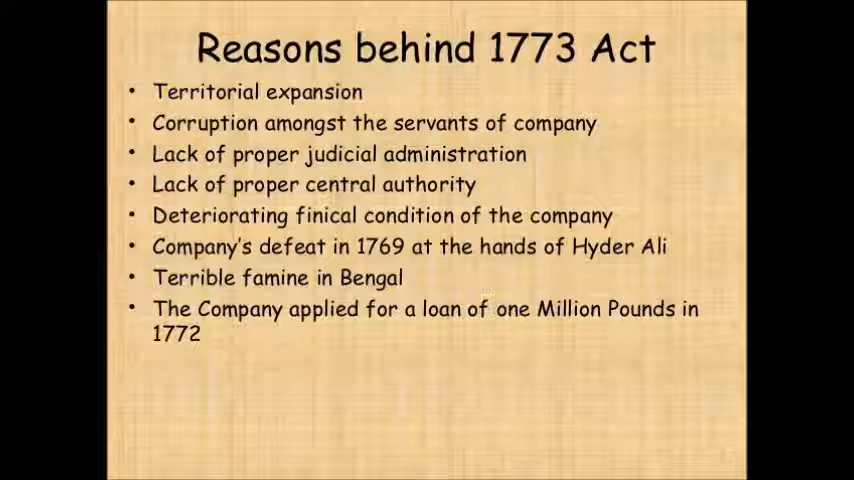 Reasons behind 1773 Act
• Territorial expansion
• Corruption amongst the servants of company
• Lack of proper judicial administration
• Lack of proper central authority
• Deteriorating finical condition of the company
• Company's defeat in 1769 at the hands of Hyder Ali
• Terrible famine in Bengal
• The Company applied for a loan of one Million Pounds in
1772